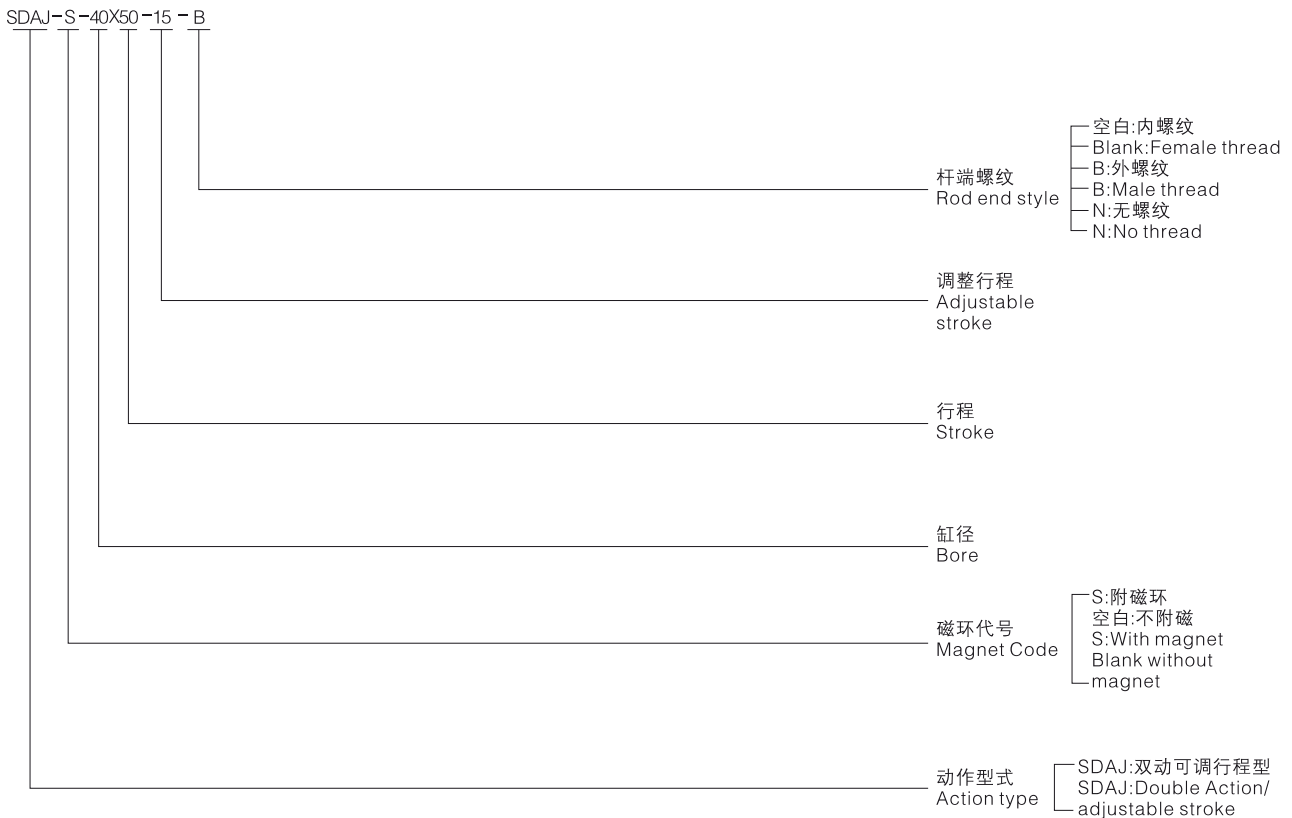 SDAJ-S-40X50-15-B
空白:内螺纹
Blank:Female thread
B:外螺纹
B:Male thread
N:无螺纹
N:No thread
杆端螺纹
Rod end style
调整行程
Adjustable
stroke
行程
Stroke
缸径
Bore
S:附磁环
空白:不附磁
S:With magnet
Blank without
magnet
磁环代号
Magnet Code
SDAJ:双动可调行程型
SDAJ:Double Action/
adjustable stroke
动作型式
Action type